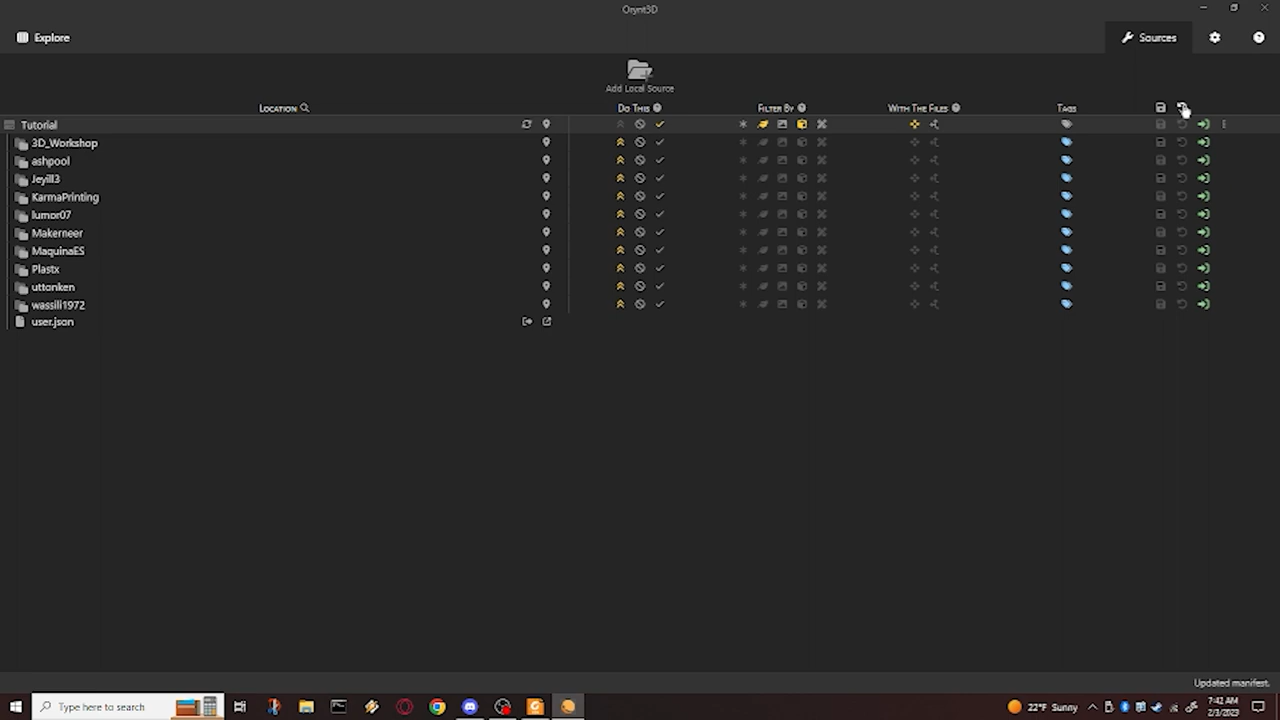 Orynt3D
Explore
Sources
Add Local Source
Location
Do This
Filter By
With The Files
Tags
Tutorial
3D_Workshop
ashpool
Jeyill3
KarmaPrinting
lumor07
Makerneer
MaquinaES
Plastx
uttonken
wassili1972
user.json
Updated manifest.
Type here to search
22°F Sunny
7:42 AM
2/3/2023